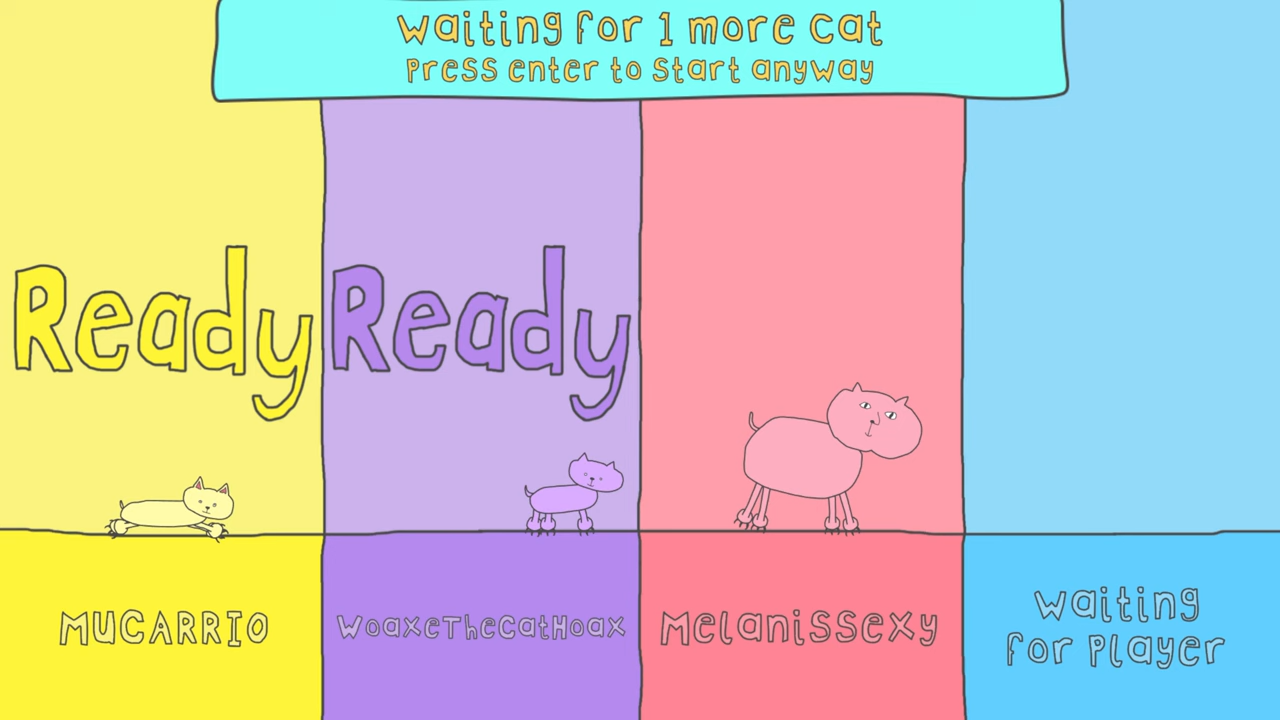 Waiting for 1 more cat
Press enter to start anyway
Ready
Ready
MUCARRIO
WoaxeTheCatHoax
Melanissexy
Waiting
for Player